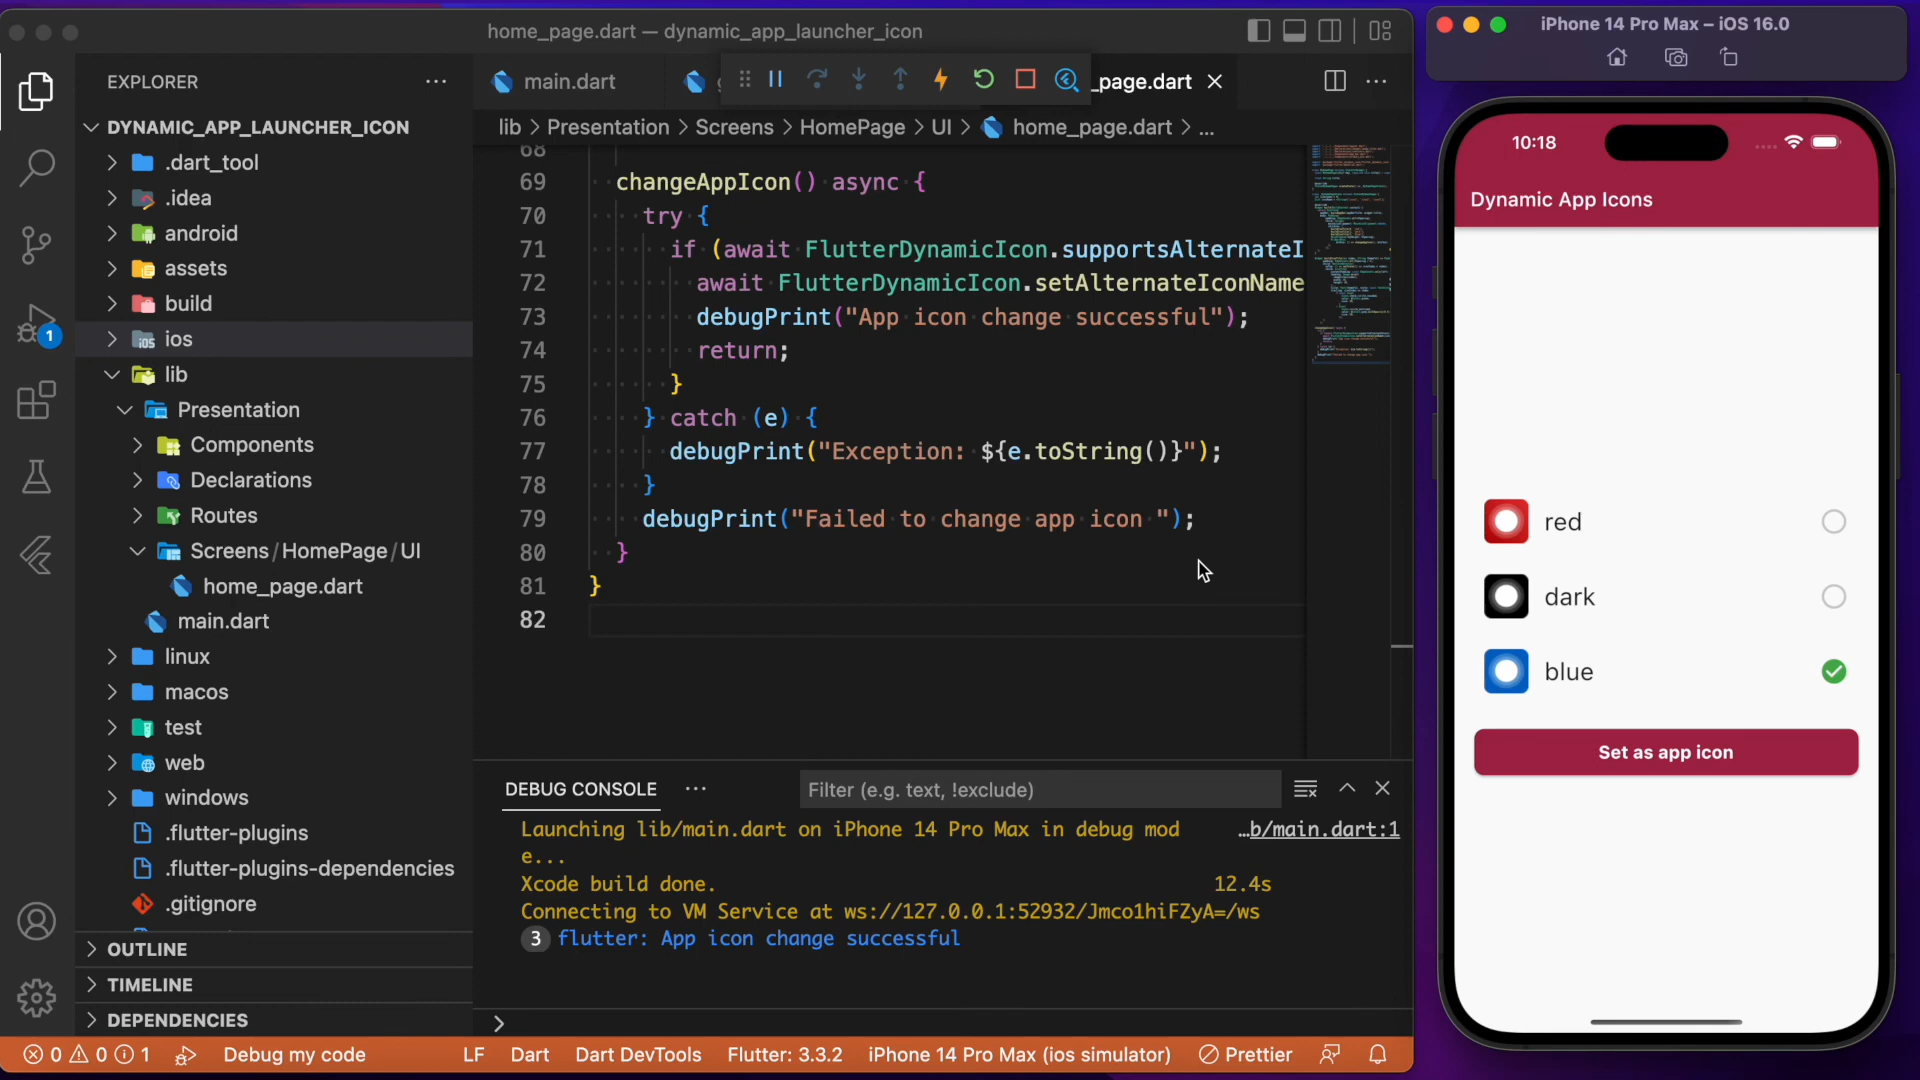 home_page.dart — dynamic_app_launcher_icon
EXPLORER
DYNAMIC_APP_LAUNCHER_ICON
.dart_tool
.idea
android
assets
build
ios
lib
Presentation
Components
Declarations
Routes
Screens/HomePage/UI
home_page.dart
main.dart
linux
macos
test
web
windows
.flutter-plugins
.flutter-plugins-dependencies
.gitignore
OUTLINE
TIMELINE
DEPENDENCIES
1
main.dart
_page.dart
lib > Presentation > Screens > HomePage > UI > home_page.dart > ...
68
69 changeAppIcon() async {
70 try {
71 if (await FlutterDynamicIcon.supportsAlternateI
72 await FlutterDynamicIcon.setAlternateIconName
73 debugPrint("App icon change successful");
74 return;
75 }
76 } catch (e) {
77 debugPrint("Exception: ${e.toString()}");
78 }
79 debugPrint("Failed to change app icon ");
80 }
81 }
82
DEBUG CONSOLE
Filter (e.g. text, !exclude)
Launching lib/main.dart on iPhone 14 Pro Max in debug mod …b/main.dart:1
e...
Xcode build done. 12.4s
Connecting to VM Service at ws://127.0.0.1:52932/Jmco1hiFZyA=/ws
3 flutter: App icon change successful
0 0 1 Debug my code LF Dart Dart DevTools Flutter: 3.3.2 iPhone 14 Pro Max (ios simulator) Prettier
iPhone 14 Pro Max – iOS 16.0
10:18
Dynamic App Icons
red
dark
blue
Set as app icon